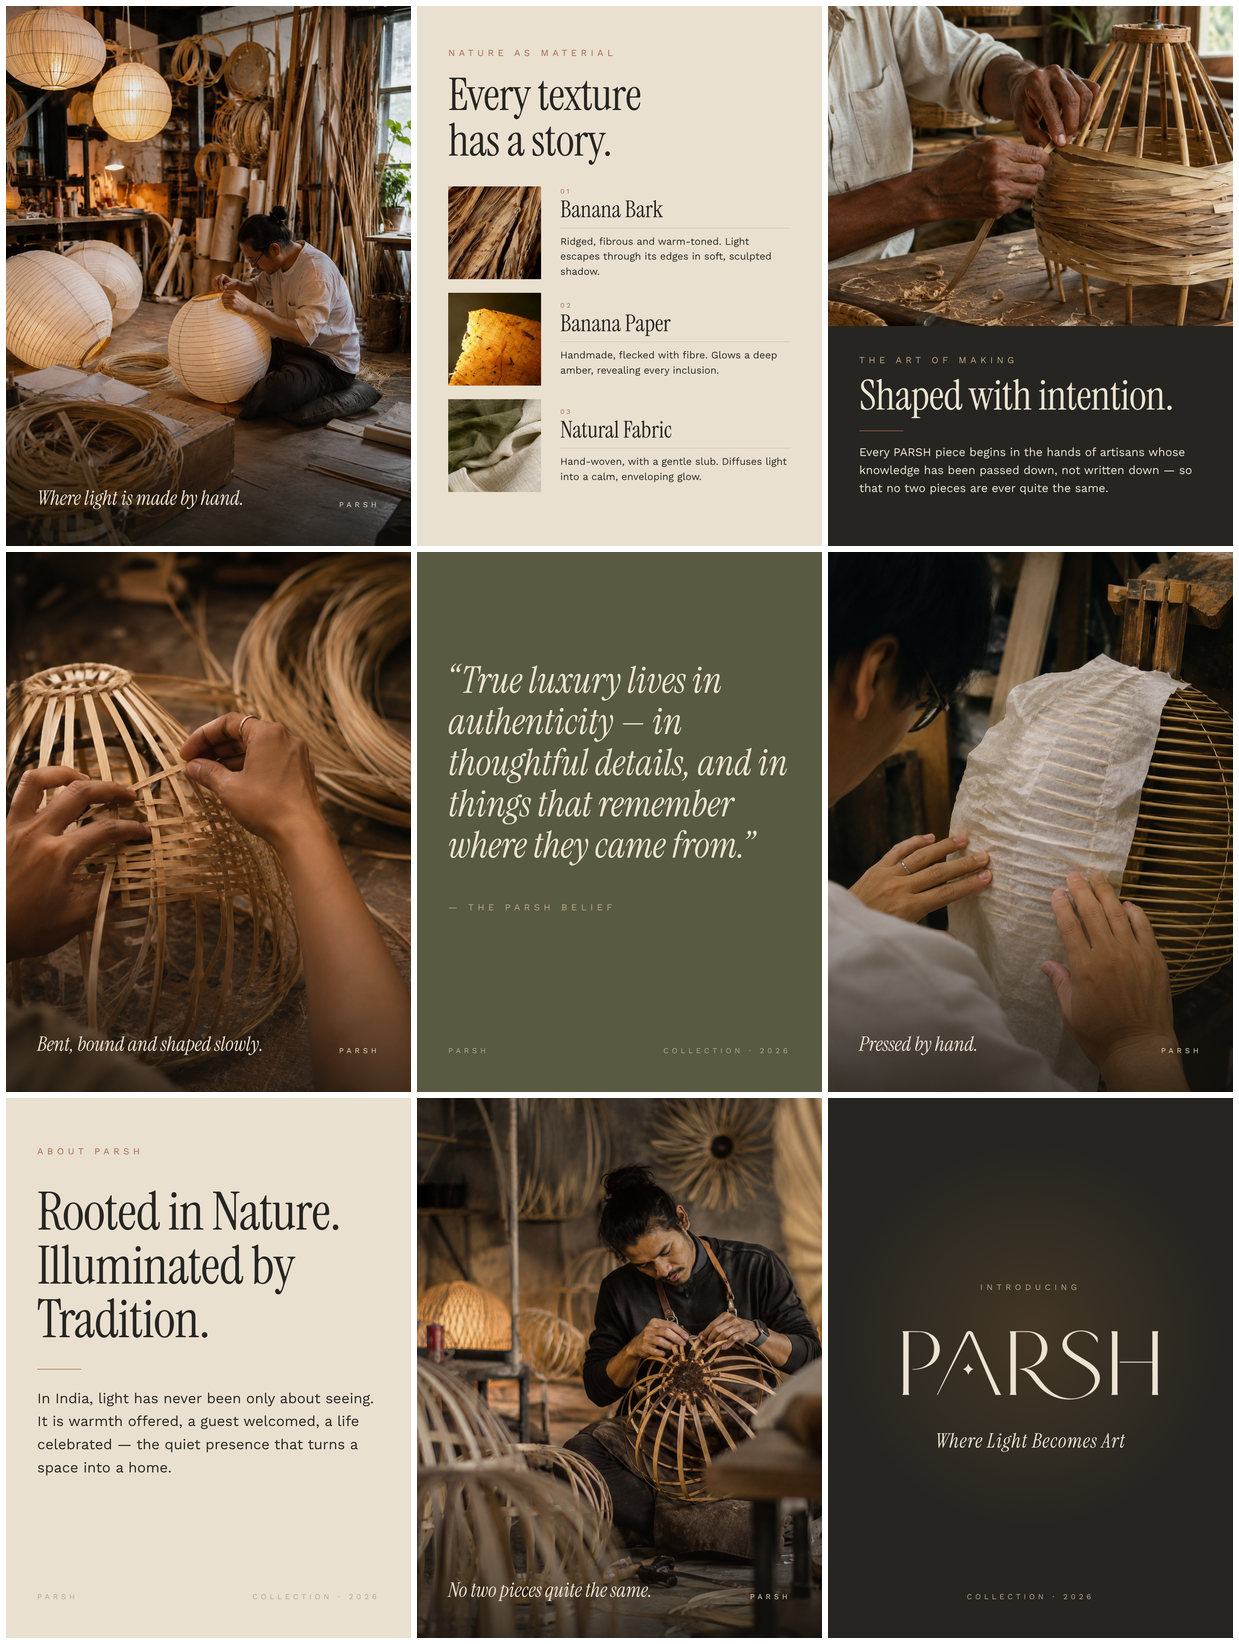 Where light is made by hand.
PARSH
NATURE AS MATERIAL
Every texture
has a story.
01
Banana Bark
Ridged, fibrous and warm-toned. Light
escapes through its edges in soft, sculpted
shadow.
02
Banana Paper
Handmade, flecked with fibre. Glows a deep
amber, revealing every inclusion.
03
Natural Fabric
Hand-woven, with a gentle slub. Diffuses light
into a calm, enveloping glow.
THE ART OF MAKING
Shaped with intention.
Every PARSH piece begins in the hands of artisans whose
knowledge has been passed down, not written down — so
that no two pieces are ever quite the same.
Bent, bound and shaped slowly.
PARSH
“True luxury lives in
authenticity — in
thoughtful details, and in
things that remember
where they came from.”
— THE PARSH BELIEF
PARSH
COLLECTION · 2026
Pressed by hand.
PARSH
ABOUT PARSH
Rooted in Nature.
Illuminated by
Tradition.
In India, light has never been only about seeing.
It is warmth offered, a guest welcomed, a life
celebrated — the quiet presence that turns a
space into a home.
PARSH
COLLECTION · 2026
No two pieces quite the same.
PARSH
INTRODUCING
PARSH
Where Light Becomes Art
COLLECTION · 2026